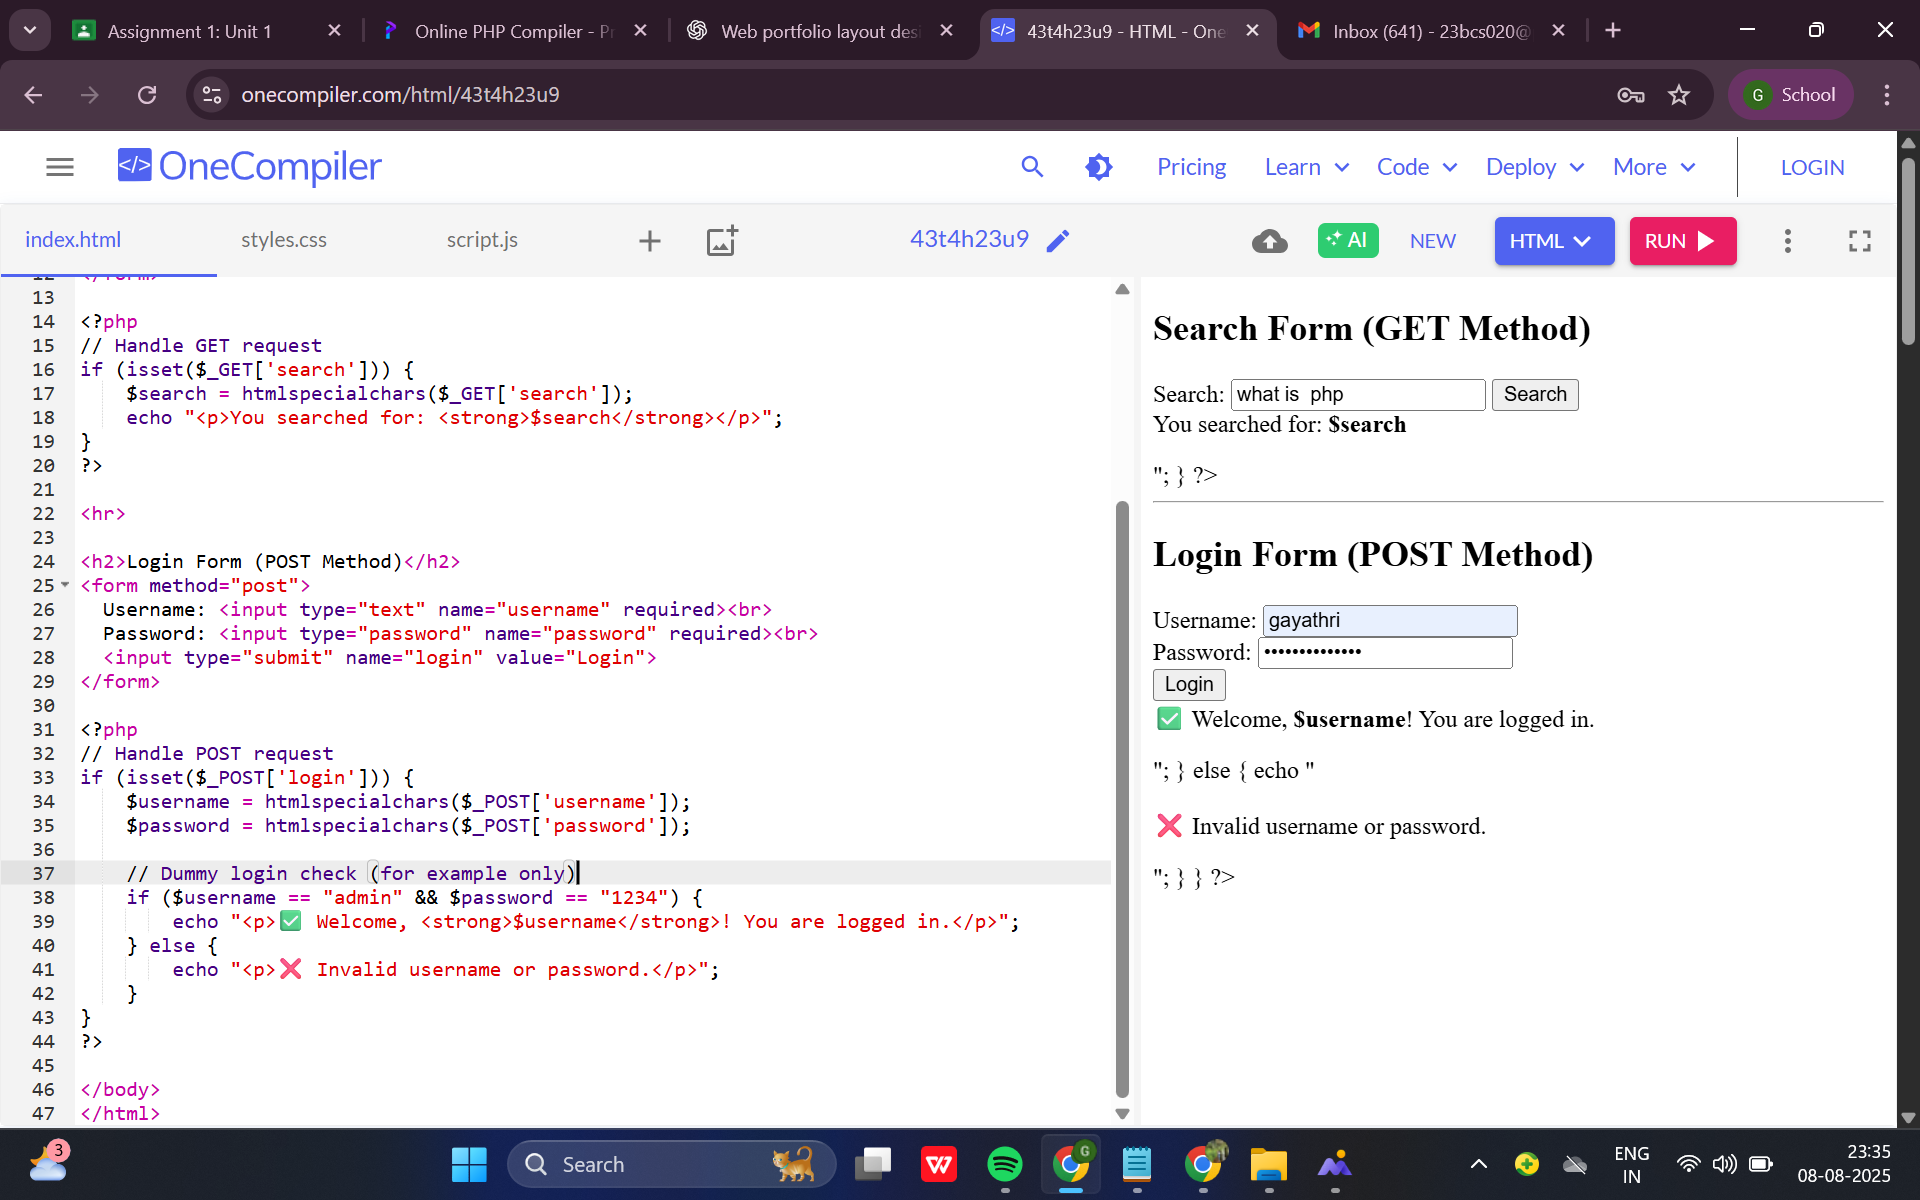 Assignment 1: Unit 1
Online PHP Compiler - P
Web portfolio layout desi
43t4h23u9 - HTML - One
Inbox (641) - 23bcs020@
onecompiler.com/html/43t4h23u9
G School
</> OneCompiler
Pricing
Learn
Code
Deploy
More
LOGIN
index.html
styles.css
script.js
43t4h23u9
AI
NEW
HTML
RUN
12 </form>
13
14 <?php
15 // Handle GET request
16 if (isset($_GET['search'])) {
17 $search = htmlspecialchars($_GET['search']);
18 echo "<p>You searched for: <strong>$search</strong></p>";
19 }
20 ?>
21
22 <hr>
23
24 <h2>Login Form (POST Method)</h2>
25 <form method="post">
26 Username: <input type="text" name="username" required><br>
27 Password: <input type="password" name="password" required><br>
28 <input type="submit" name="login" value="Login">
29 </form>
30
31 <?php
32 // Handle POST request
33 if (isset($_POST['login'])) {
34 $username = htmlspecialchars($_POST['username']);
35 $password = htmlspecialchars($_POST['password']);
36
37 // Dummy login check (for example only)
38 if ($username == "admin" && $password == "1234") {
39 echo "<p>✅ Welcome, <strong>$username</strong>! You are logged in.</p>";
40 } else {
41 echo "<p>❌ Invalid username or password.</p>";
42 }
43 }
44 ?>
45
46 </body>
47 </html>
Search Form (GET Method)
Search: what is  php Search
You searched for: $search
"; } ?>
Login Form (POST Method)
Username: gayathri
Password: ••••••••••••••
Login
✅ Welcome, $username! You are logged in.
"; } else { echo "
❌ Invalid username or password.
"; } } ?>
3
Search
G
ENG
IN
23:35
08-08-2025